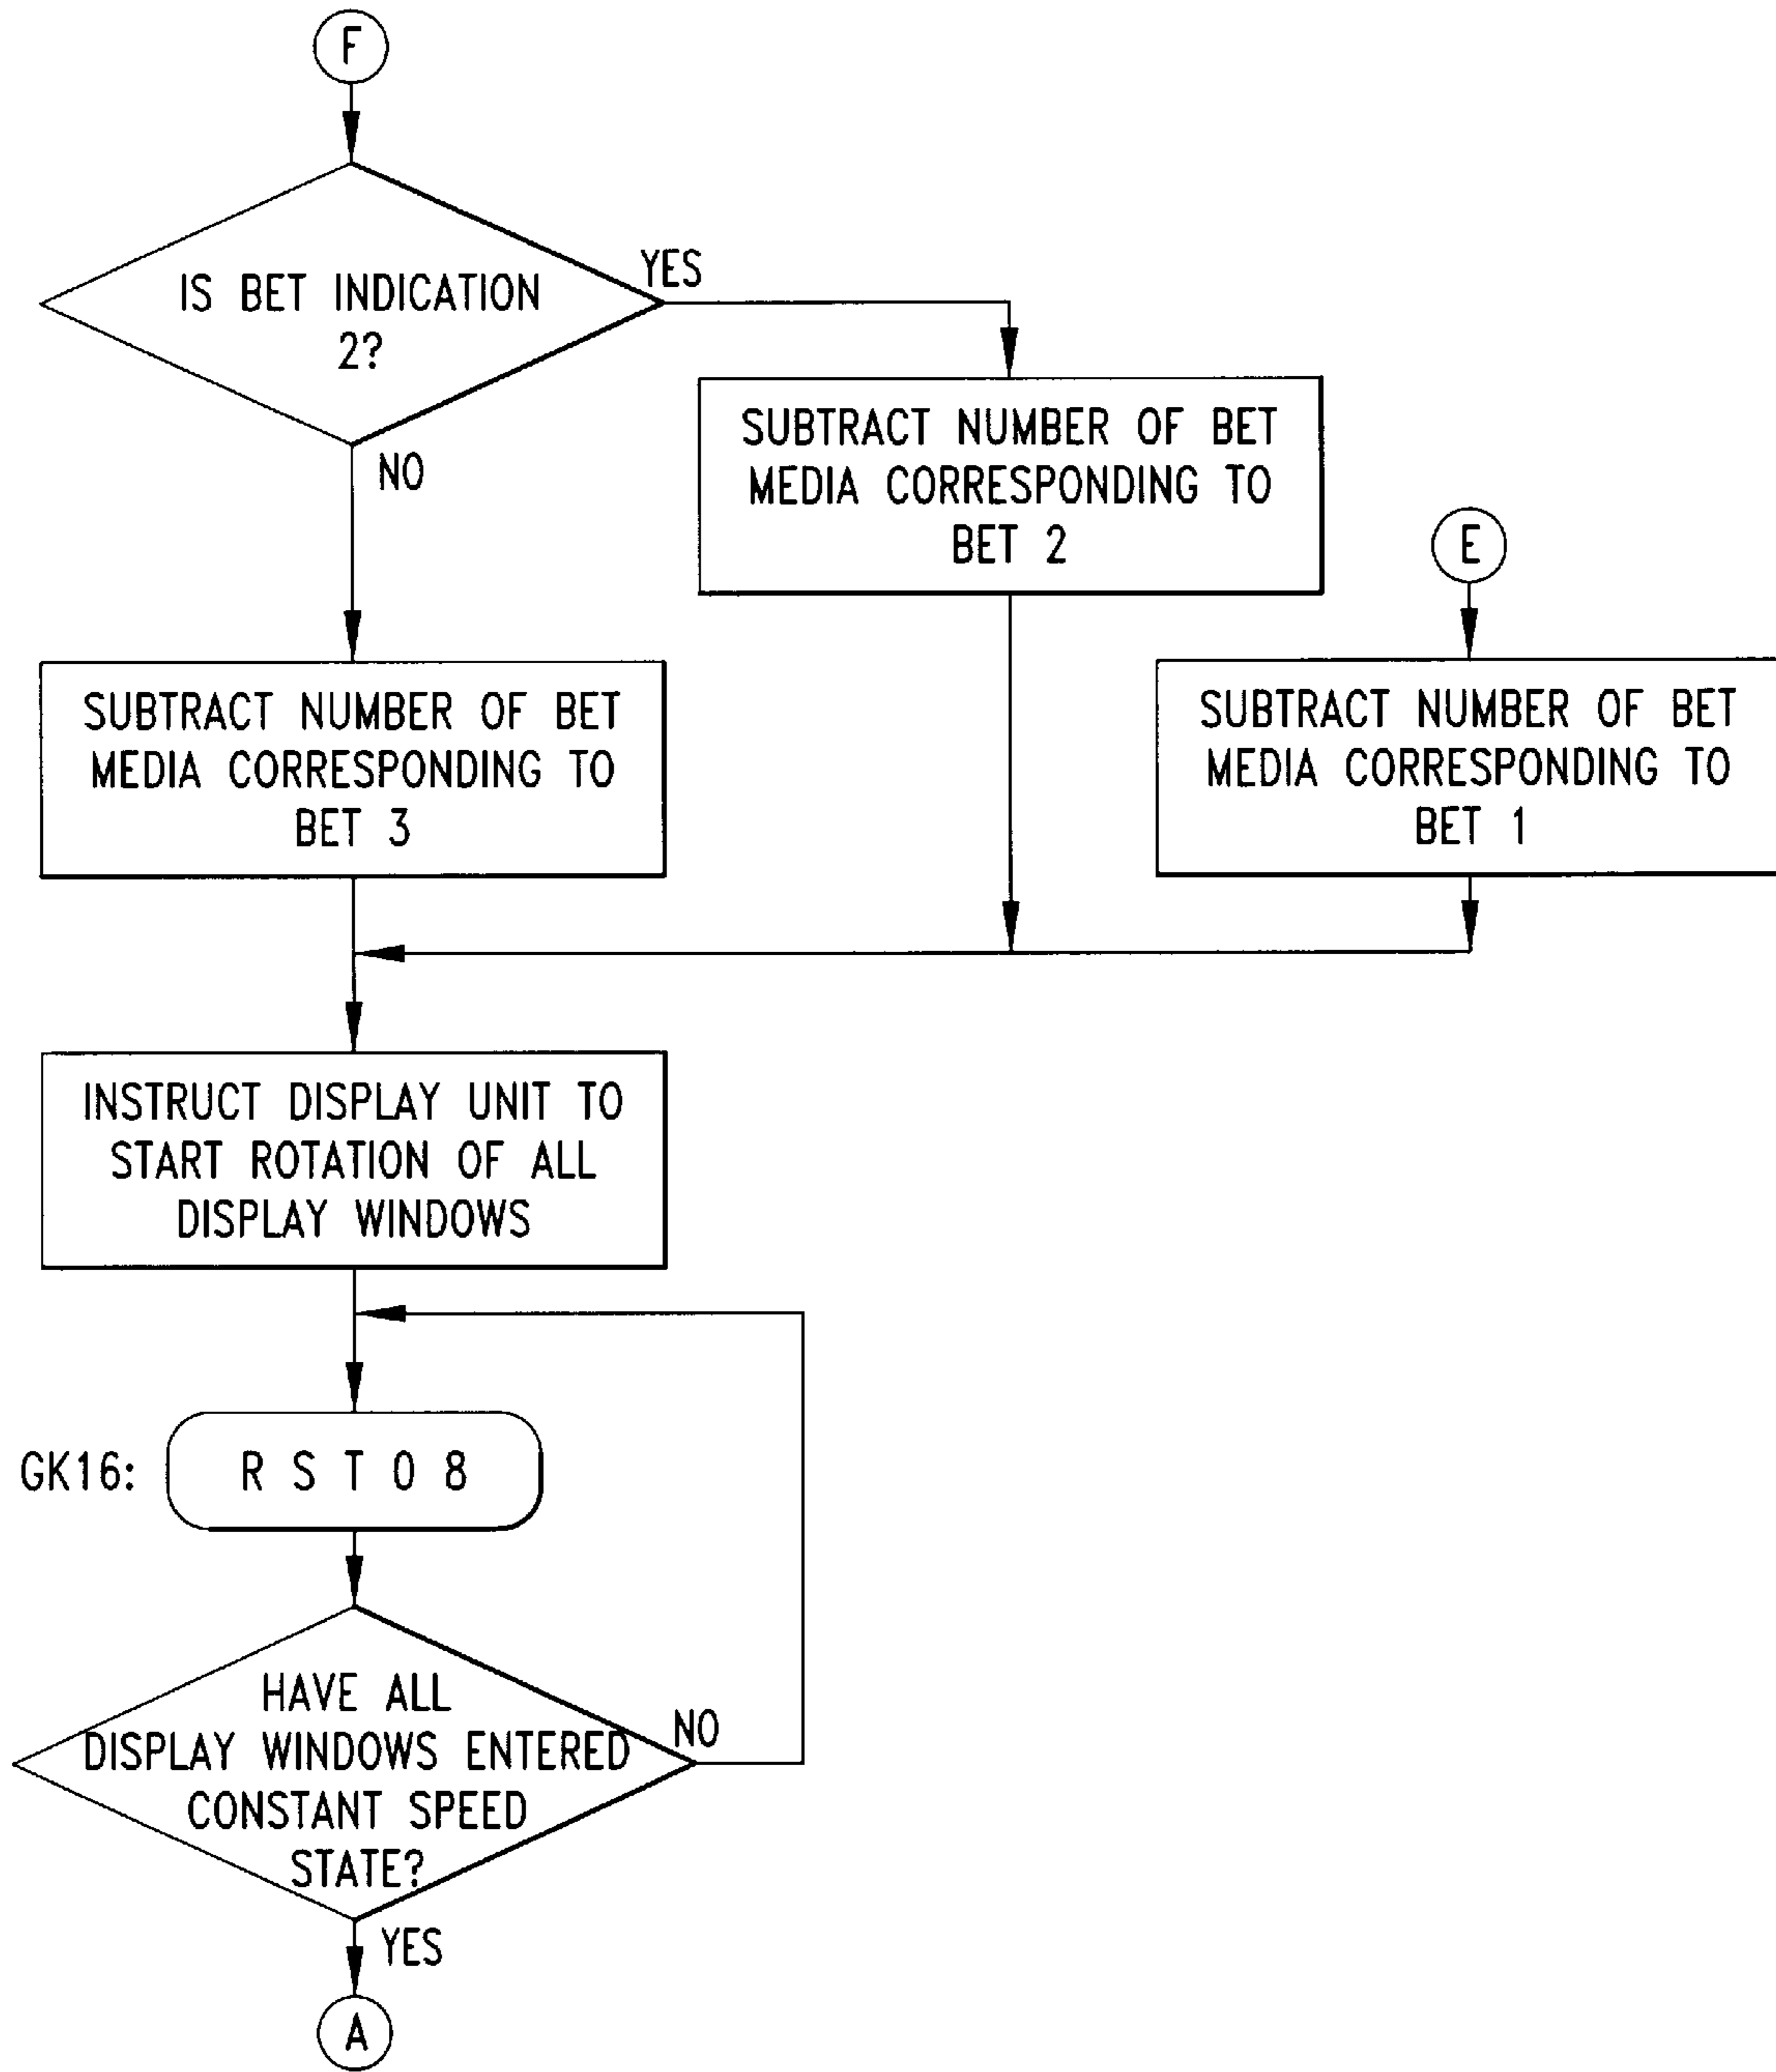 F
IS BET INDICATION
2?
YES
NO
SUBTRACT NUMBER OF BET
MEDIA CORRESPONDING TO
BET 2
E
SUBTRACT NUMBER OF BET
MEDIA CORRESPONDING TO
BET 3
SUBTRACT NUMBER OF BET
MEDIA CORRESPONDING TO
BET 1
INSTRUCT DISPLAY UNIT TO
START ROTATION OF ALL
DISPLAY WINDOWS
GK16:
R S T 0 8
HAVE ALL
DISPLAY WINDOWS ENTERED
CONSTANT SPEED
STATE?
NO
YES
A